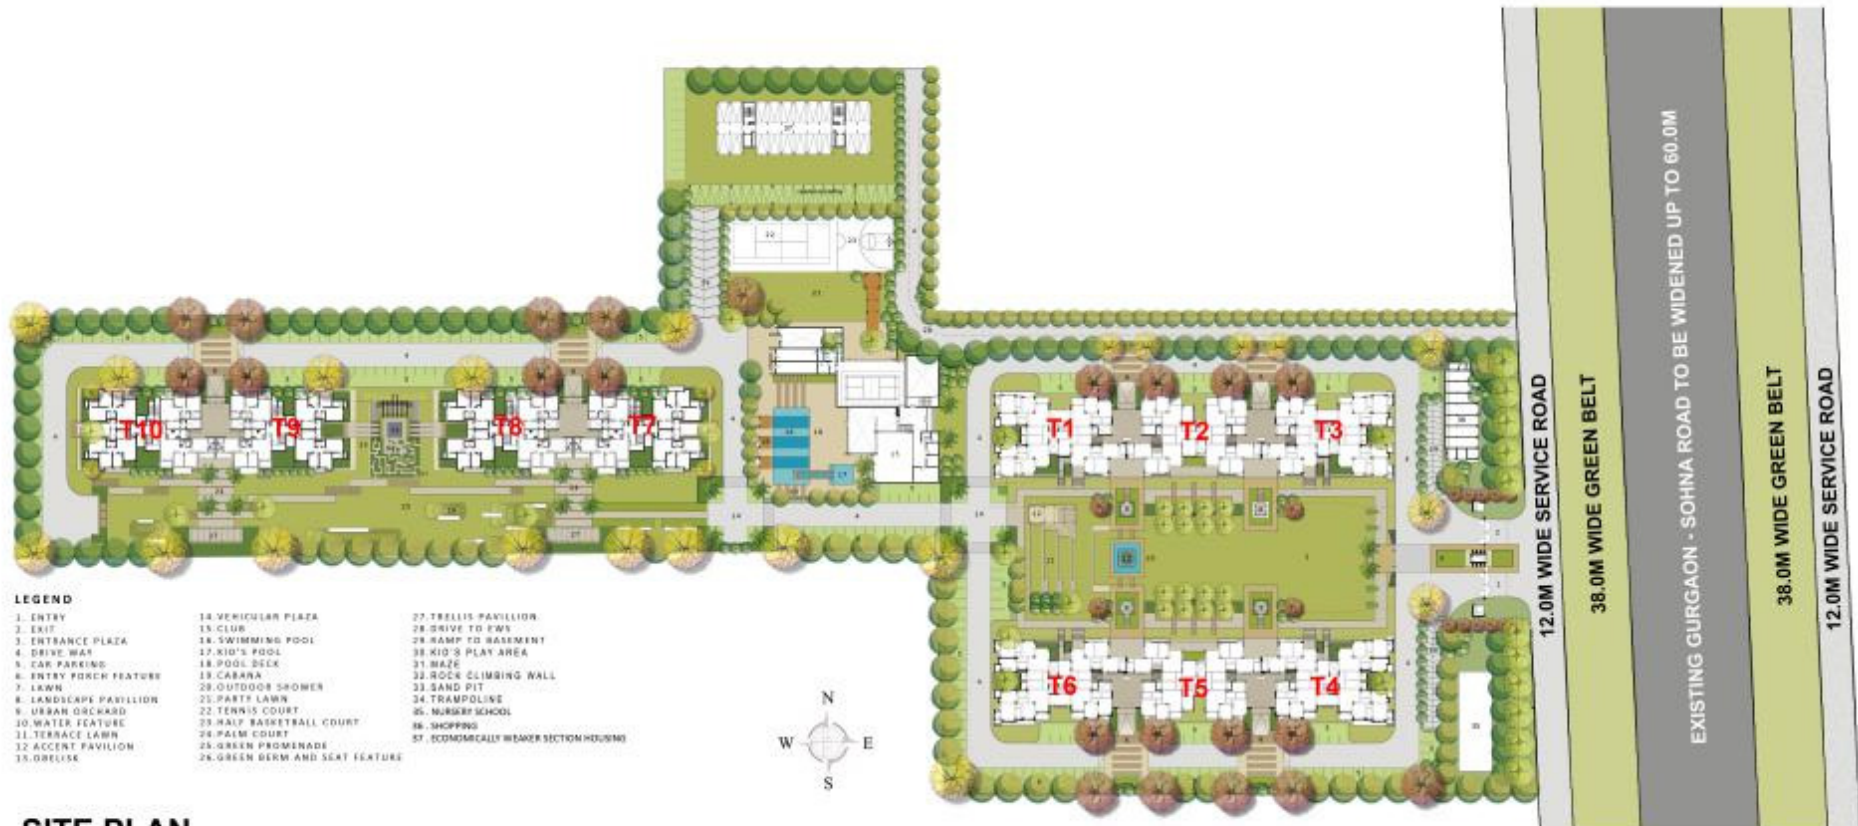 T10
T9
T8
T7
T1
T2
T3
T6
T5
T4
12.0M WIDE SERVICE ROAD
38.0M WIDE GREEN BELT
EXISTING GURGAON - SOHNA ROAD TO BE WIDENED UP TO 60.0M
38.0M WIDE GREEN BELT
12.0M WIDE SERVICE ROAD
LEGEND
1. ENTRY
2. EXIT
3. ENTRANCE PLAZA
4. DRIVE WAY
5. CAR PARKING
6. ENTRY PORCH FEATURE
7. LAWN
8. LANDSCAPE PAVILLION
9. URBAN ORCHARD
10. WATER FEATURE
11. TERRACE LAWN
12 ACCENT PAVILION
13. OBELISK
14. VEHICULAR PLAZA
15. CLUB
16. SWIMMING POOL
17. KID'S POOL
18. POOL DECK
19. CABANA
20. OUTDOOR SHOWER
21. PARTY LAWN
22. TENNIS COURT
23. HALF BASKETBALL COURT
24. PALM COURT
25. GREEN PROMENADE
26. GREEN BERM AND SEAT FEATURE
27. TRELLIS PAVILLION
28. DRIVE TO EWS
29. RAMP TO BASEMENT
30. KID'S PLAY AREA
31. MAZE
32. ROCK CLIMBING WALL
33. SAND PIT
34. TRAMPOLINE
35. NURSERY SCHOOL
36. SHOPPING
37. ECONOMICALLY WEAKER SECTION HOUSING
N
W E
S
SITE PLAN